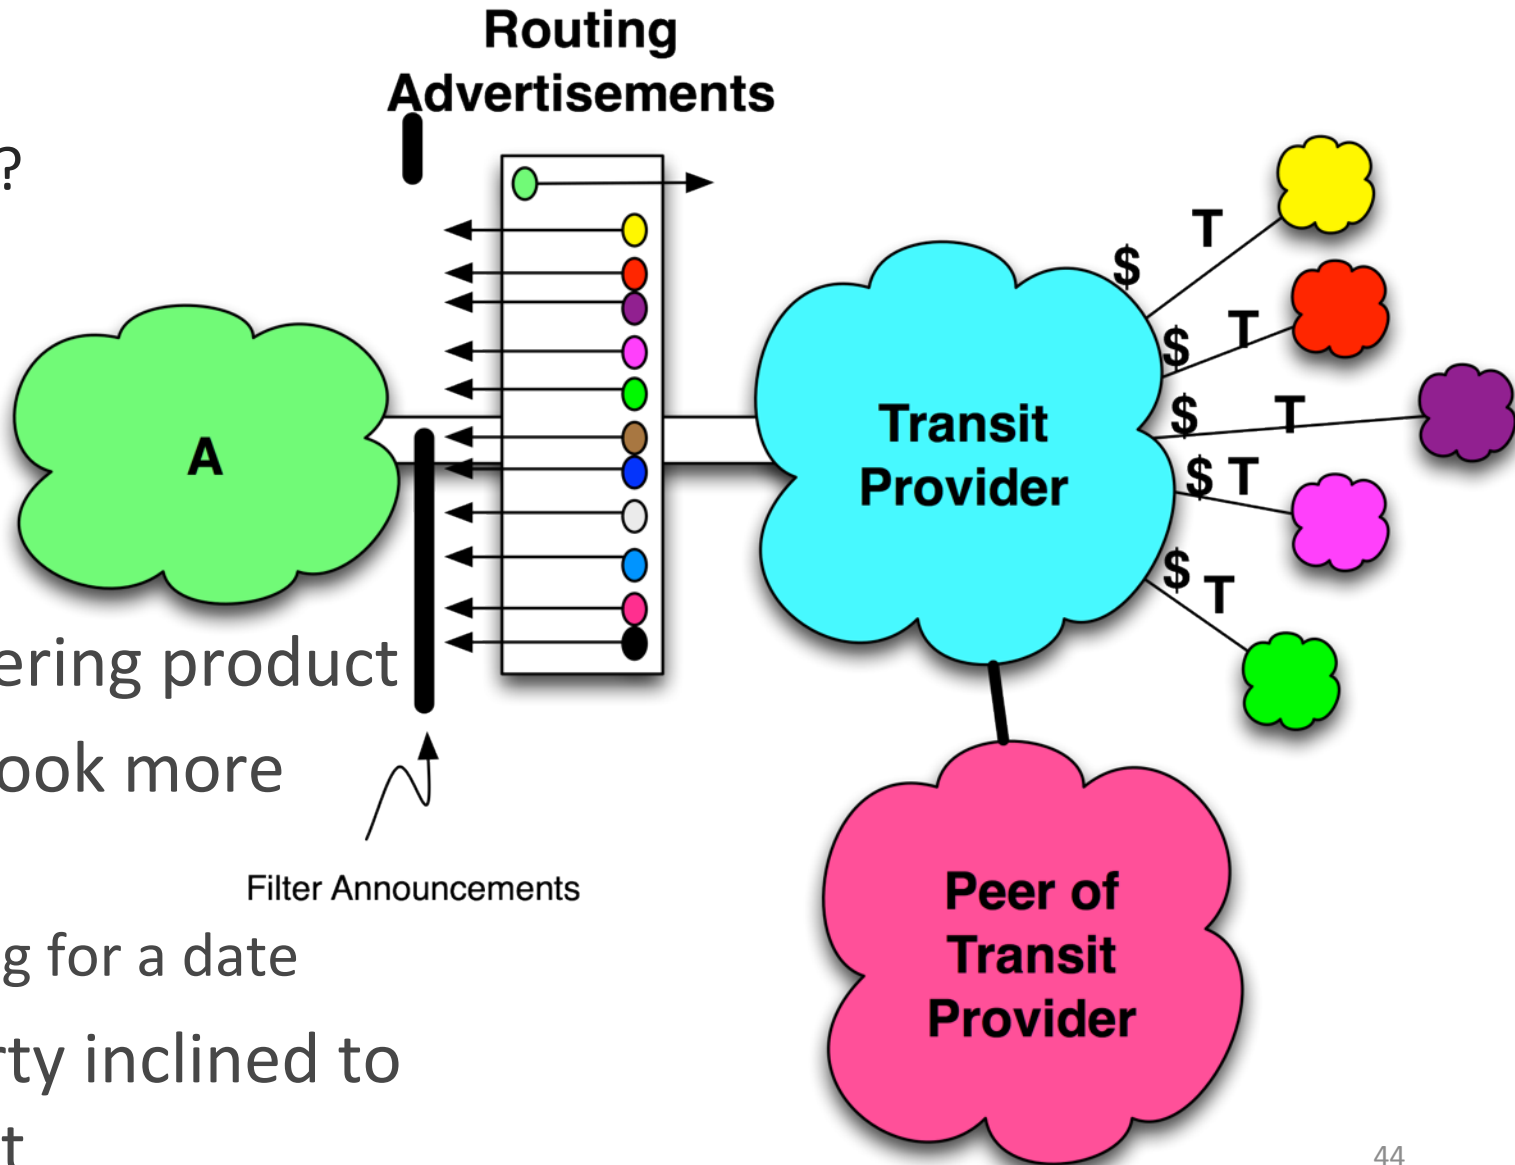 Routing
Advertisements
?
T
$
T
$
T
$
$ T
$
T
A
Transit
Provider
ering product
ook more
Filter Announcements
g for a date
rty inclined to
t
Peer of
Transit
Provider
44